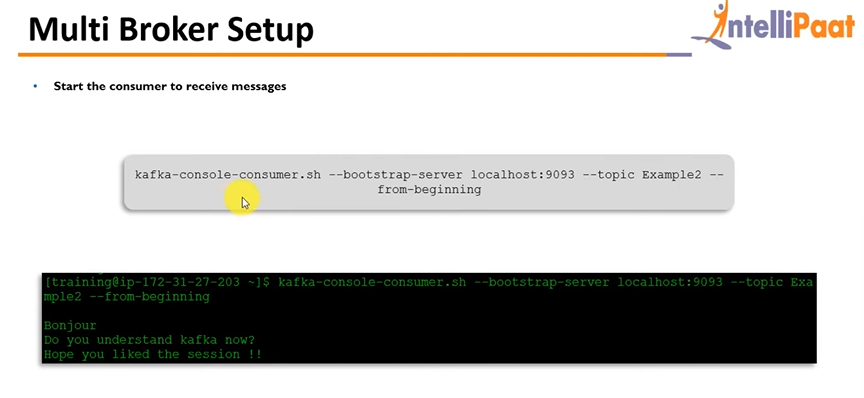 Multi Broker Setup
IntelliPaat
• Start the consumer to receive messages
kafka-console-consumer.sh --bootstrap-server localhost:9093 --topic Example2 --
from-beginning
[training@ip-172-31-27-203 ~]$ kafka-console-consumer.sh --bootstrap-server localhost:9093 --topic Exa
mple2 --from-beginning
Bonjour
Do you understand kafka now?
Hope you liked the session !!